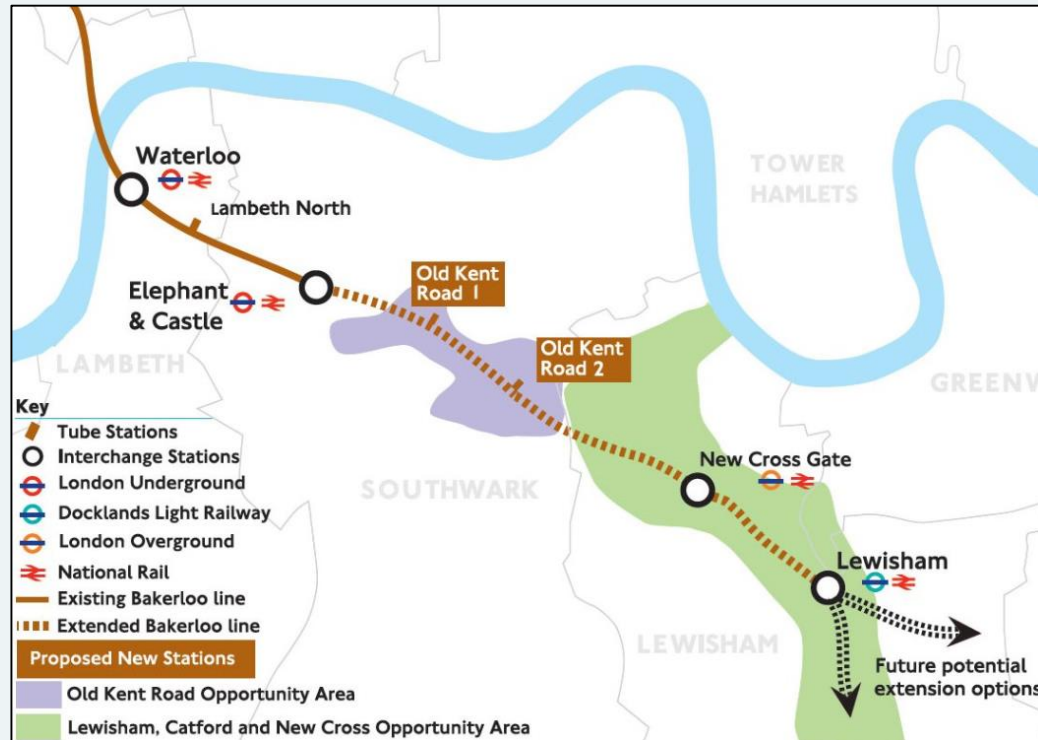 Waterloo
Lambeth North
Elephant
& Castle
Old Kent
Road 1
Old Kent
Road 2
TOWER
HAMLETS
LAMBETH
GREENW
SOUTHWARK
New Cross Gate
Lewisham
LEWISHAM
Future potential
extension options
Key
Tube Stations
Interchange Stations
London Underground
Docklands Light Railway
London Overground
National Rail
Existing Bakerloo line
Extended Bakerloo line
Proposed New Stations
Old Kent Road Opportunity Area
Lewisham, Catford and New Cross Opportunity Area